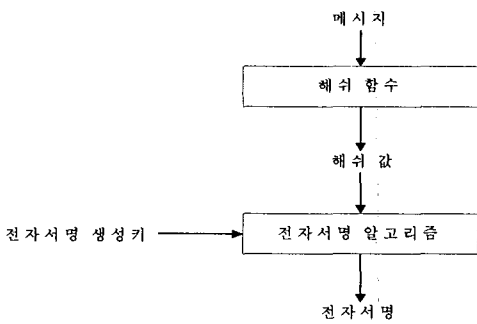 메시지
해쉬 함수
해쉬 값
전자서명 생성키
전자서명 알고리즘
전자서명